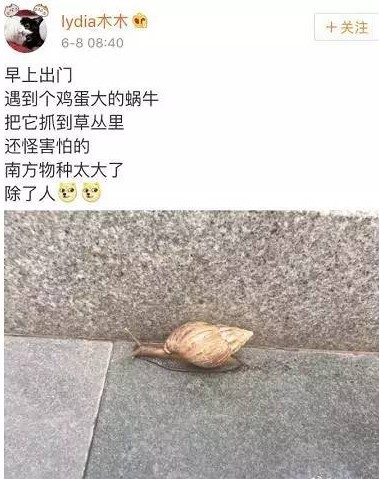 lydia木木
6-8 08:40
+关注
早上出门
遇到个鸡蛋大的蜗牛
把它抓到草丛里
还怪害怕的
南方物种太大了
除了人